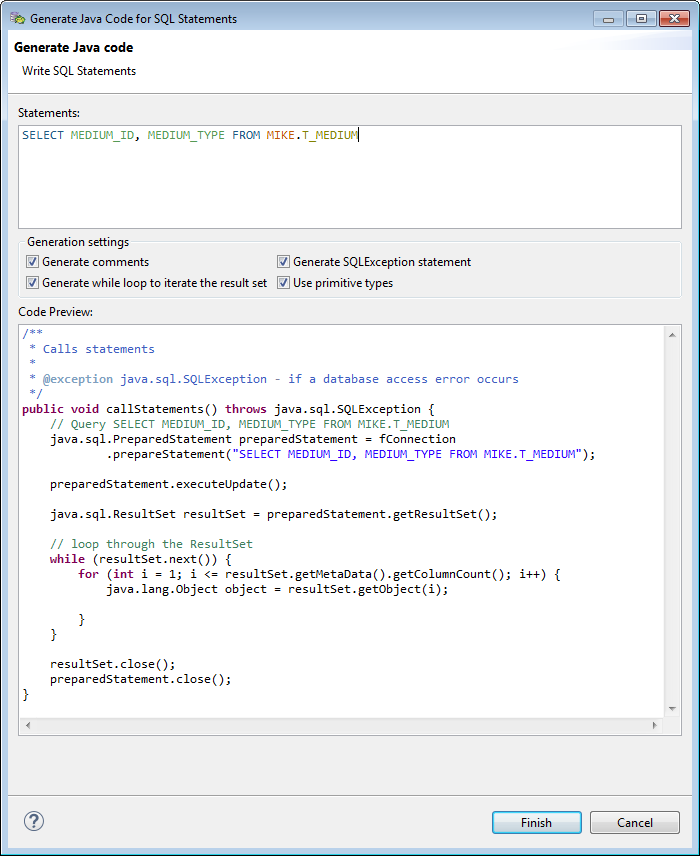 Generate Java Code for SQL Statements
Generate Java code
Write SQL Statements
Statements:
SELECT MEDIUM_ID, MEDIUM_TYPE FROM MIKE.T_MEDIUM
Generation settings
Generate comments
Generate SQLException statement
Generate while loop to iterate the result set
Use primitive types
Code Preview:
/**
 * Calls statements
 *
 * @exception java.sql.SQLException - if a database access error occurs
 */
public void callStatements() throws java.sql.SQLException {
    // Query SELECT MEDIUM_ID, MEDIUM_TYPE FROM MIKE.T_MEDIUM
    java.sql.PreparedStatement preparedStatement = fConnection
            .prepareStatement("SELECT MEDIUM_ID, MEDIUM_TYPE FROM MIKE.T_MEDIUM");
    preparedStatement.executeUpdate();
    java.sql.ResultSet resultSet = preparedStatement.getResultSet();
    // loop through the ResultSet
    while (resultSet.next()) {
        for (int i = 1; i <= resultSet.getMetaData().getColumnCount(); i++) {
            java.lang.Object object = resultSet.getObject(i);
        }
    }
    resultSet.close();
    preparedStatement.close();
}
?
Finish
Cancel